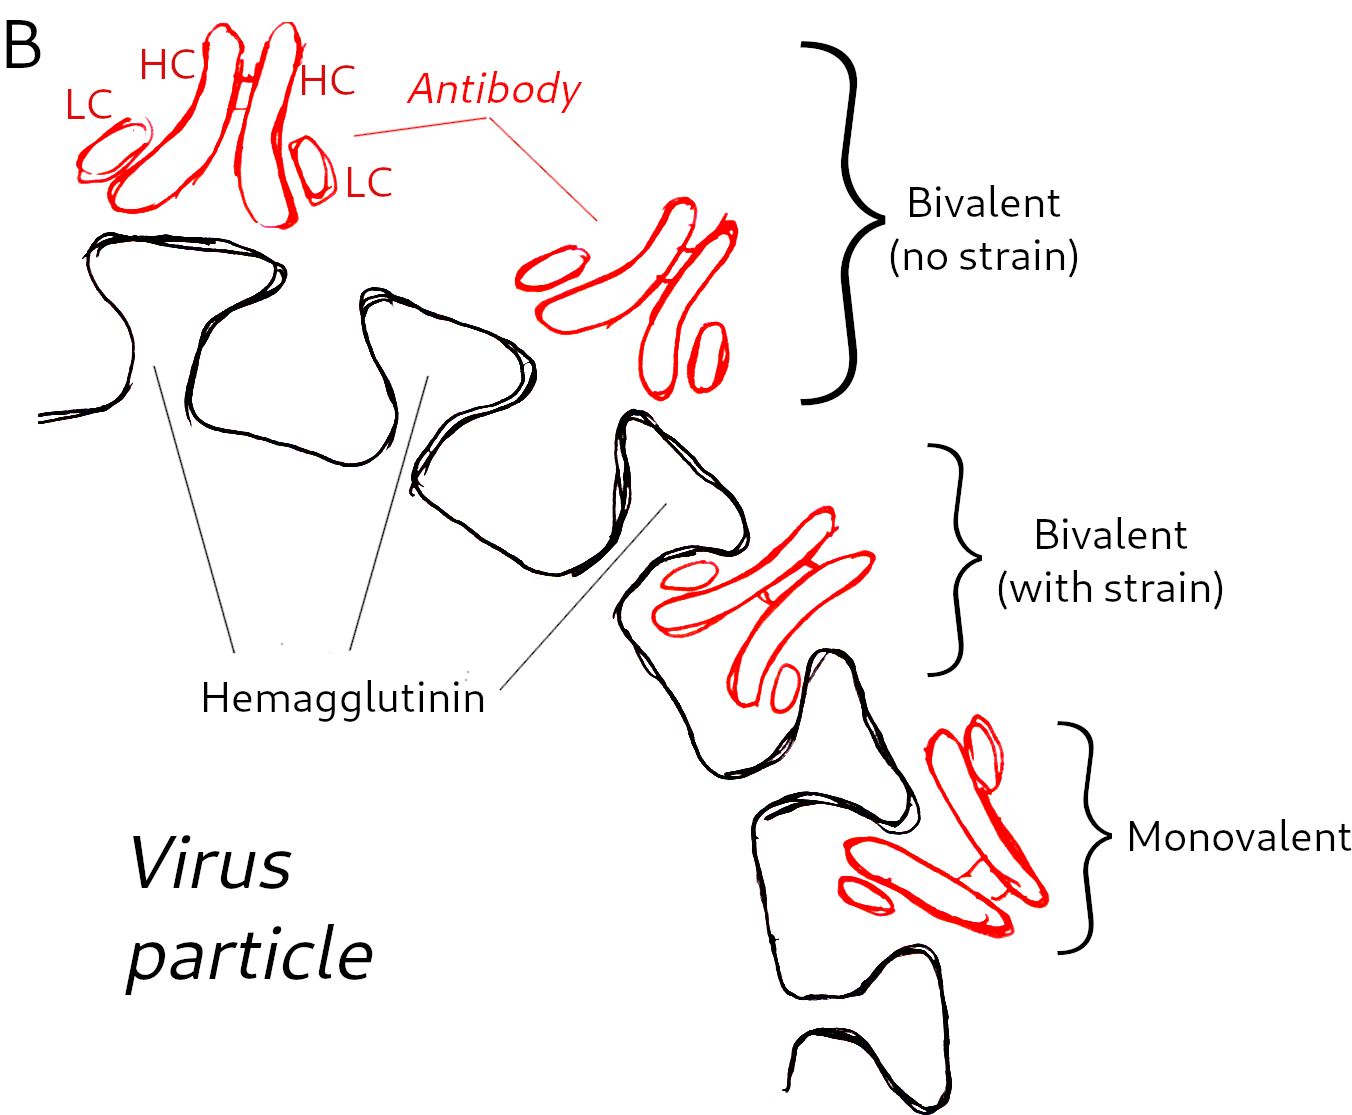 B
HC
HC
LC
LC
Antibody
Bivalent
(no strain)
Bivalent
(with strain)
Hemagglutinin
Monovalent
Virus
particle